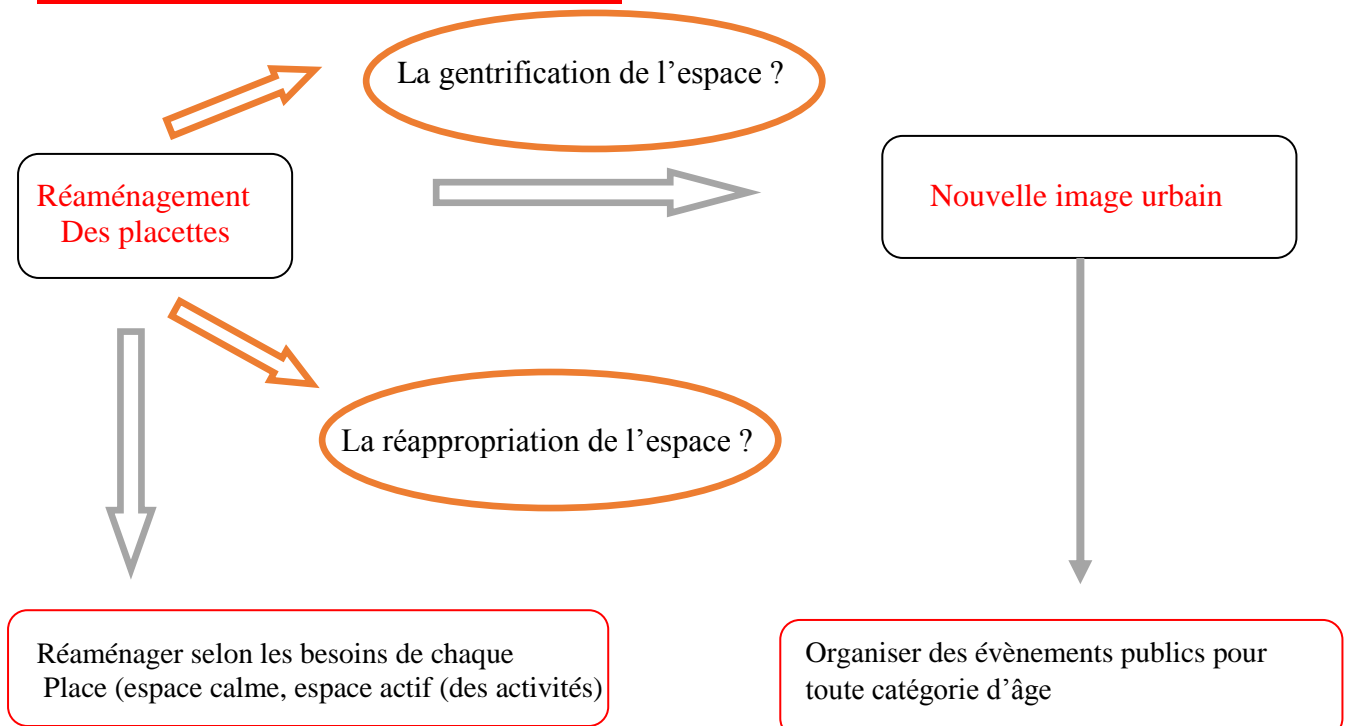 La gentrification de l’espace ?
Réaménagement
Des placettes
Nouvelle image urbain
La réappropriation de l’espace ?
Réaménager selon les besoins de chaque
Place (espace calme, espace actif (des activités)
Organiser des évènements publics pour
toute catégorie d’âge